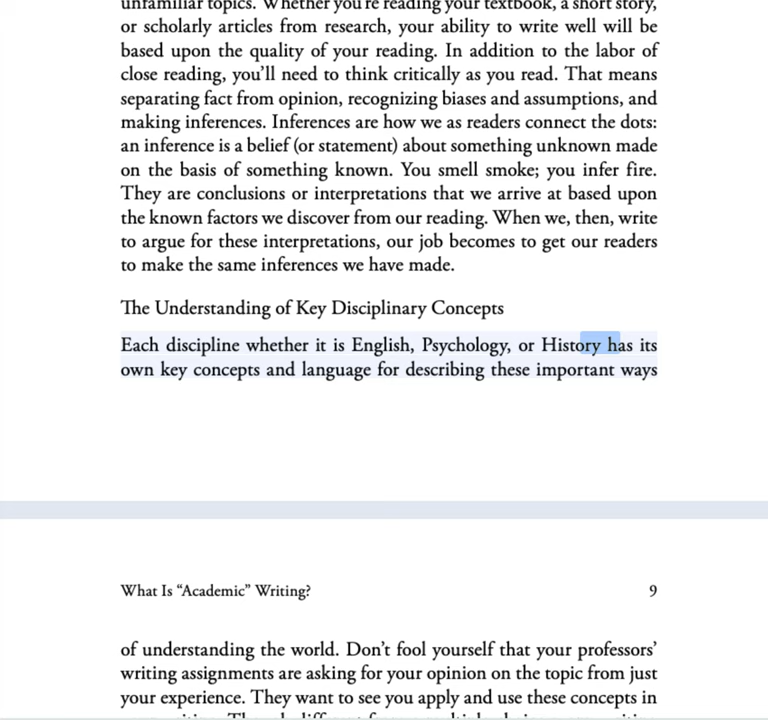 unfamiliar topics. Whether you're reading your textbook, a short story,
or scholarly articles from research, your ability to write well will be
based upon the quality of your reading. In addition to the labor of
close reading, you'll need to think critically as you read. That means
separating fact from opinion, recognizing biases and assumptions, and
making inferences. Inferences are how we as readers connect the dots:
an inference is a belief (or statement) about something unknown made
on the basis of something known. You smell smoke; you infer fire.
They are conclusions or interpretations that we arrive at based upon
the known factors we discover from our reading. When we, then, write
to argue for these interpretations, our job becomes to get our readers
to make the same inferences we have made.
The Understanding of Key Disciplinary Concepts
Each discipline whether it is English, Psychology, or History has its
own key concepts and language for describing these important ways
What Is “Academic” Writing? 9
of understanding the world. Don't fool yourself that your professors'
writing assignments are asking for your opinion on the topic from just
your experience. They want to see you apply and use these concepts in